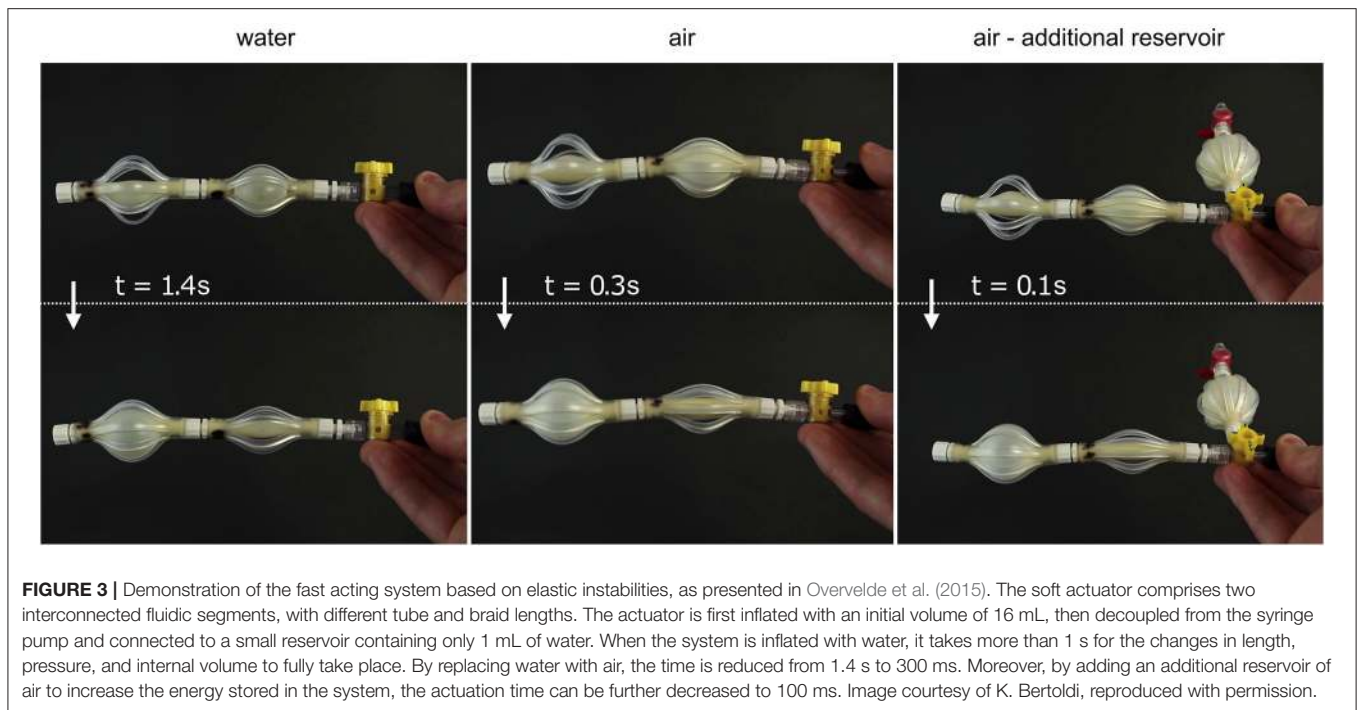 water
air
air - additional reservoir
t = 1.4s
t = 0.3s
t = 0.1s
FIGURE 3 | Demonstration of the fast acting system based on elastic instabilities, as presented in Overvelde et al. (2015). The soft actuator comprises two
interconnected fluidic segments, with different tube and braid lengths. The actuator is first inflated with an initial volume of 16 mL, then decoupled from the syringe
pump and connected to a small reservoir containing only 1 mL of water. When the system is inflated with water, it takes more than 1 s for the changes in length,
pressure, and internal volume to fully take place. By replacing water with air, the time is reduced from 1.4 s to 300 ms. Moreover, by adding an additional reservoir of
air to increase the energy stored in the system, the actuation time can be further decreased to 100 ms. Image courtesy of K. Bertoldi, reproduced with permission.